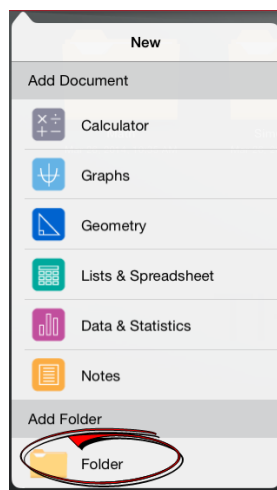 New
Add Document
Calculator
Graphs
Geometry
Lists & Spreadsheet
Data & Statistics
Notes
Add Folder
Folder